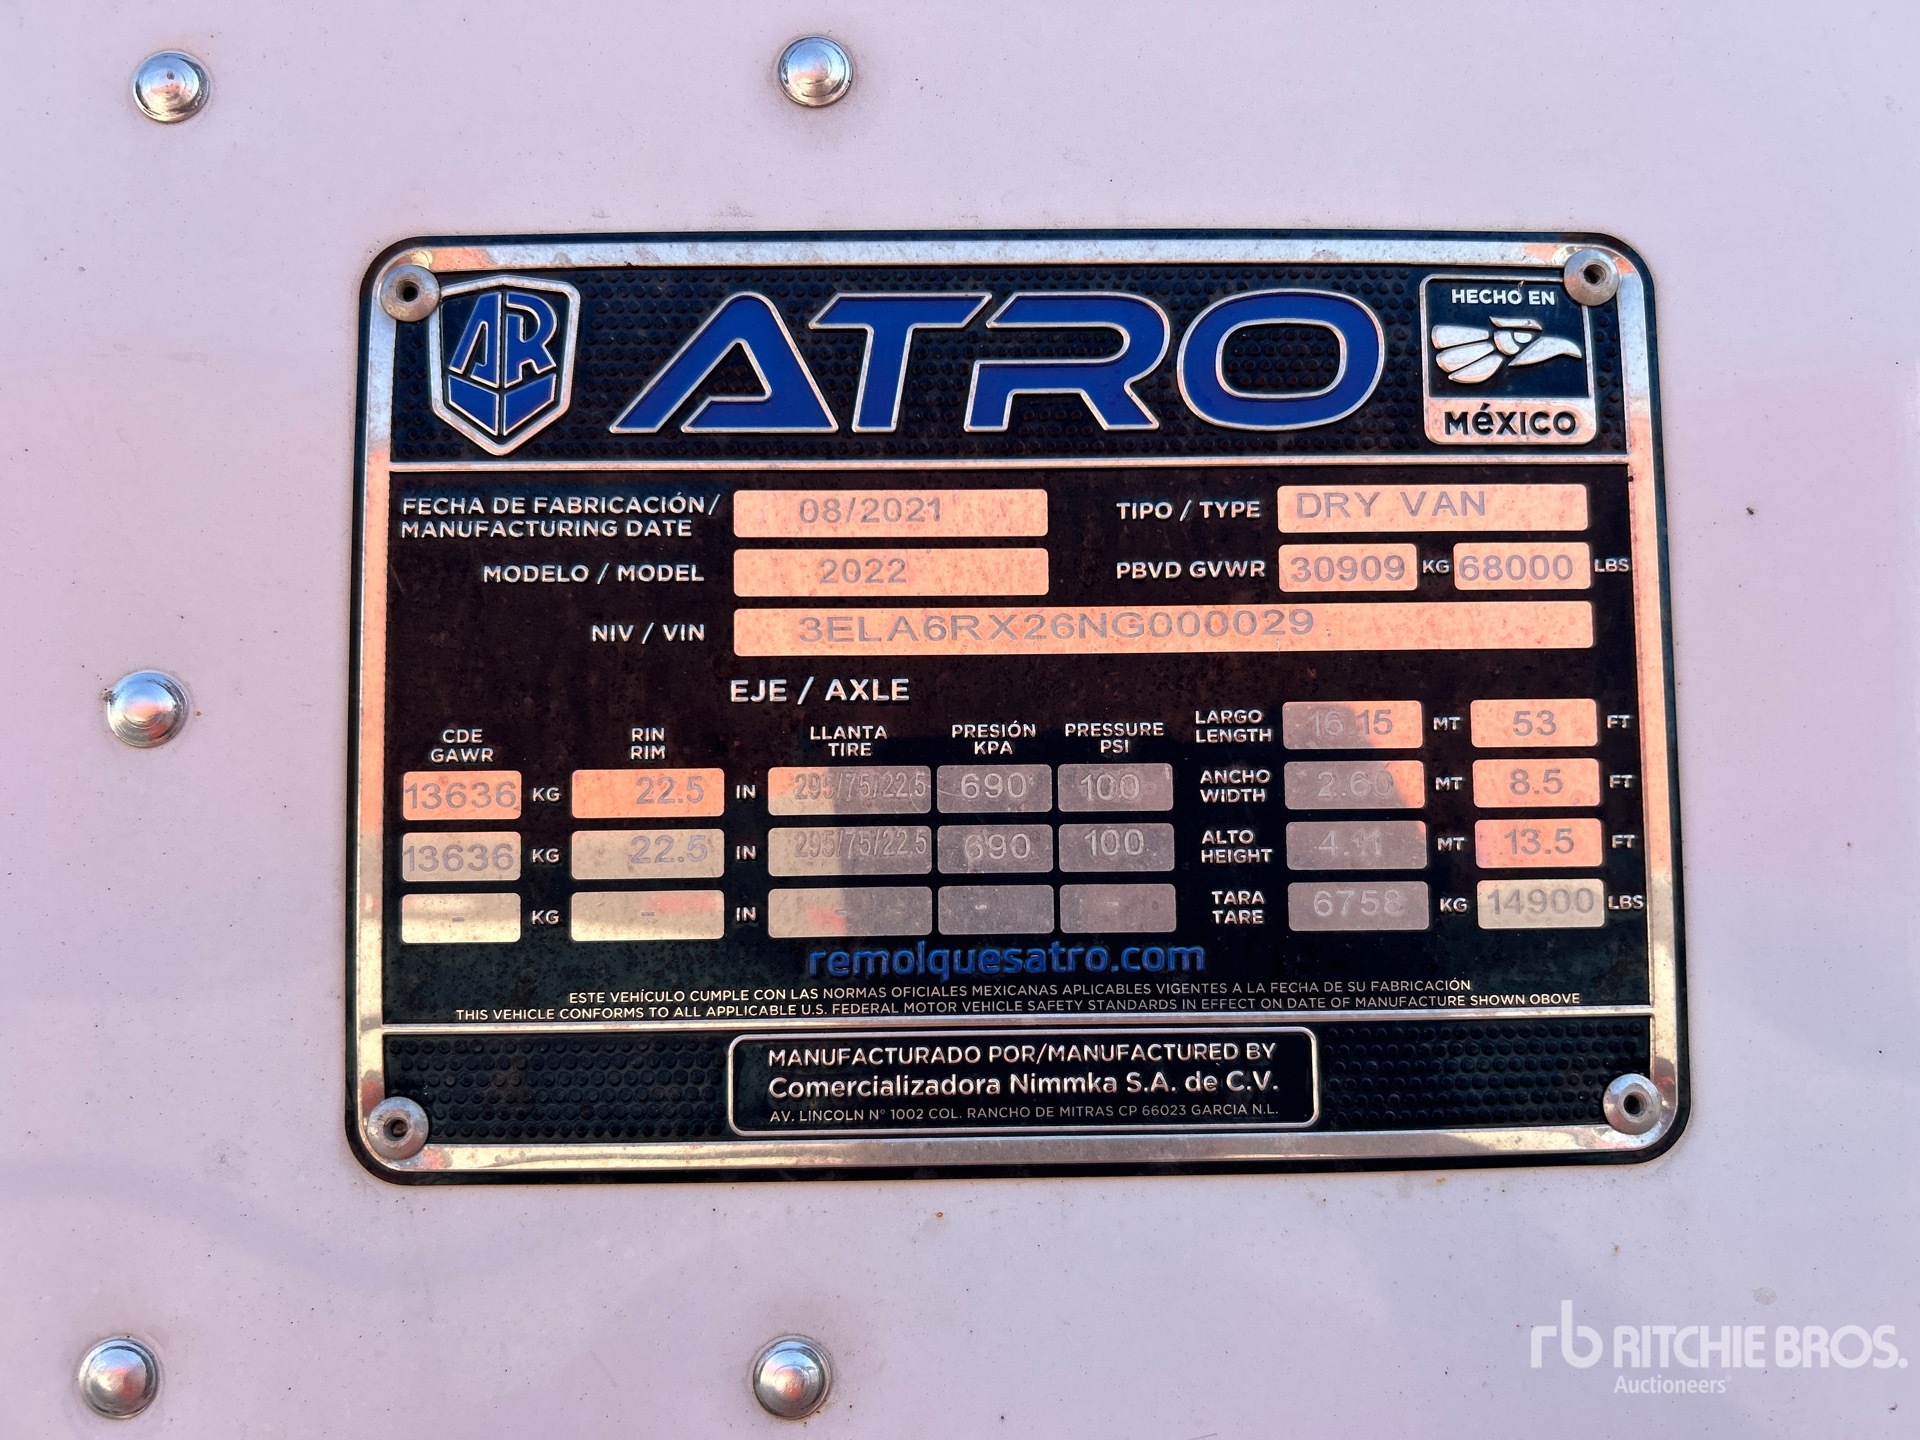 AR ATRO HECHO EN
MéXICO
FECHA DE FABRICACIÓN / MANUFACTURING DATE 08/2021 TIPO / TYPE DRY VAN
MODELO / MODEL 2022 PBVD GVWR 30909 KG 68000 LBS
NIV / VIN 3ELA6RX26NG000029
EJE / AXLE
CDE GAWR RIN RIM LLANTA TIRE PRESIÓN KPA PRESSURE PSI LARGO LENGTH 16.15 MT 53 FT
13636 KG 22.5 IN 295/75/22.5 690 100 ANCHO WIDTH 2.60 MT 8.5 FT
13636 KG 22.5 IN 295/75/22.5 690 100 ALTO HEIGHT 4.11 MT 13.5 FT
- KG - IN - - - TARA TARE 6758 KG 14900 LBS
remolquesatro.com
ESTE VEHÍCULO CUMPLE CON LAS NORMAS OFICIALES MEXICANAS APLICABLES VIGENTES A LA FECHA DE SU FABRICACIÓN
THIS VEHICLE CONFORMS TO ALL APPLICABLE U.S. FEDERAL MOTOR VEHICLE SAFETY STANDARDS IN EFFECT ON DATE OF MANUFACTURE SHOWN OBOVE
MANUFACTURADO POR/MANUFACTURED BY
Comercializadora Nimmka S.A. de C.V.
AV. LINCOLN N° 1002 COL. RANCHO DE MITRAS CP 66023 GARCIA N.L.
rb RITCHIE BROS.
Auctioneers